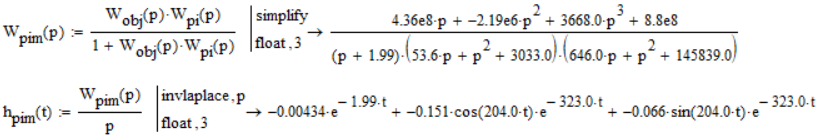 W_pim(p) := (W_obj(p)·W_pi(p)) / (1 + W_obj(p)·W_pi(p)) | simplify float , 3 → (4.36e8·p + -2.19e6·p^2 + 3668.0·p^3 + 8.8e8) / ((p + 1.99)·(53.6·p + p^2 + 3033.0)·(646.0·p + p^2 + 145839.0))
h_pim(t) := W_pim(p) / p | invlaplace , p float , 3 → -0.00434·e^(-1.99·t) + -0.151·cos(204.0·t)·e^(-323.0·t) + -0.066·sin(204.0·t)·e^(-323.0·t)